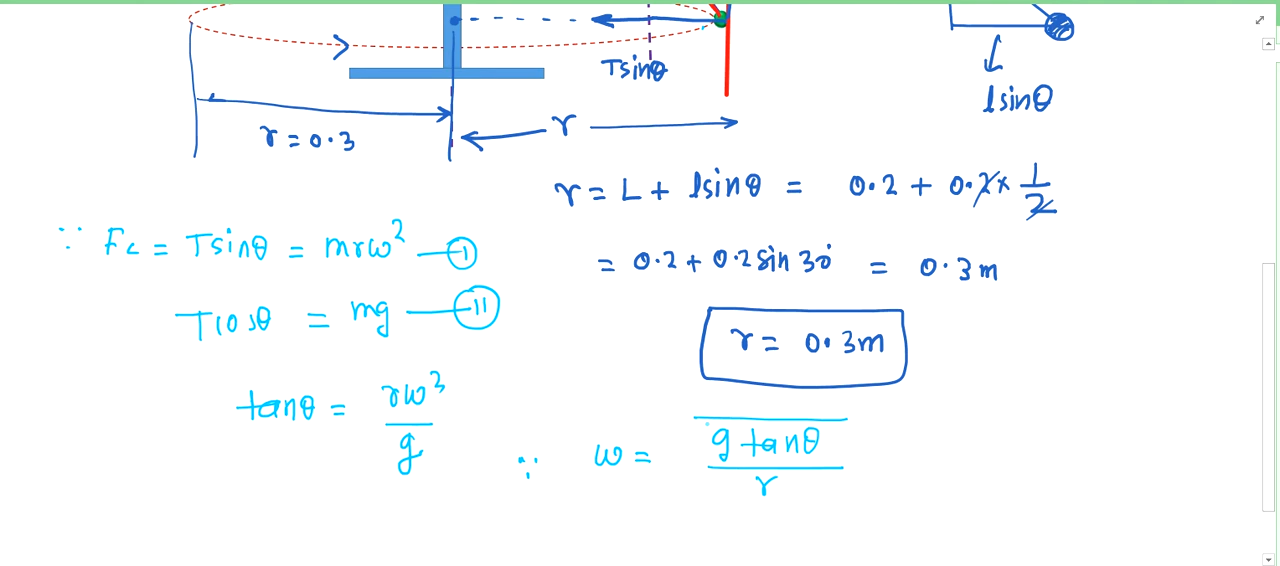 Tsinθ
lsinθ
r = 0.3
r
r = L + lsinθ = 0.2 + 0.2 × 1/2
∵ Fc = Tsinθ = mrω² — I
= 0.2 + 0.2 sin 30° = 0.3 m
Tcosθ = mg — II
r = 0.3m
tanθ = rω³/g
∵ ω = g tanθ/r